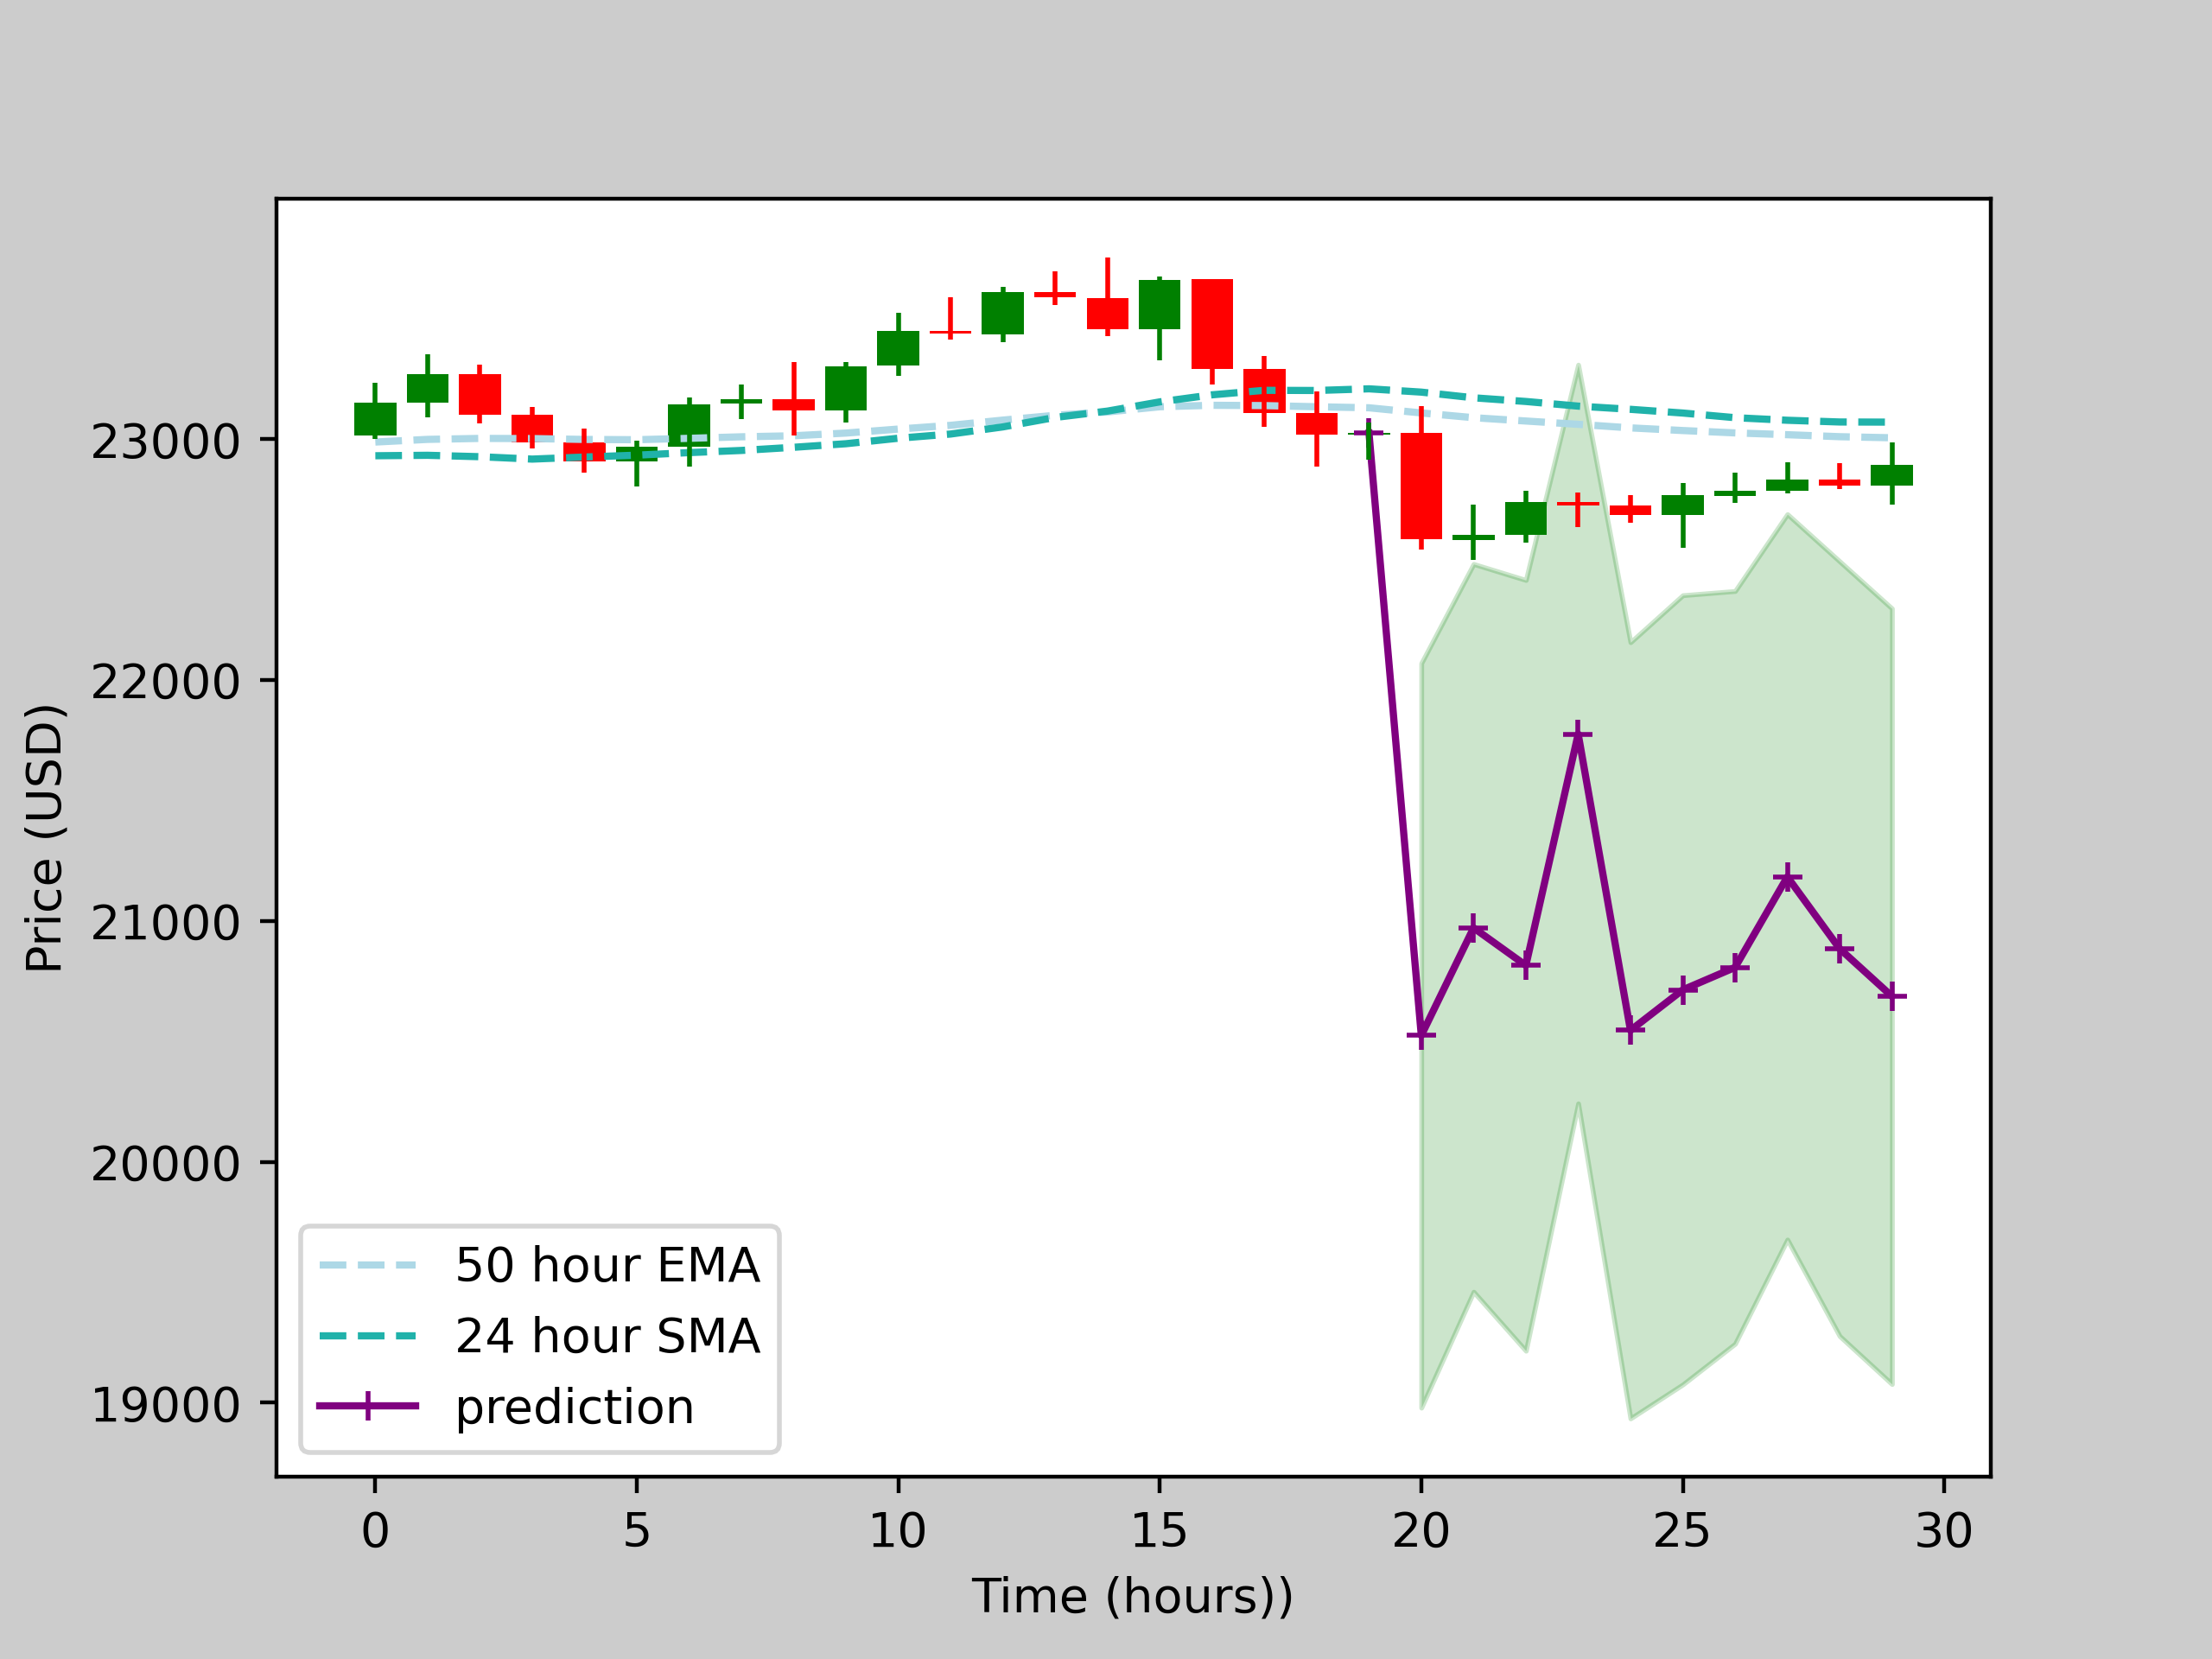 23000
22000
21000
20000
19000
Price (USD)
50 hour EMA
24 hour SMA
prediction
0 5 10 15 20 25 30
Time (hours))